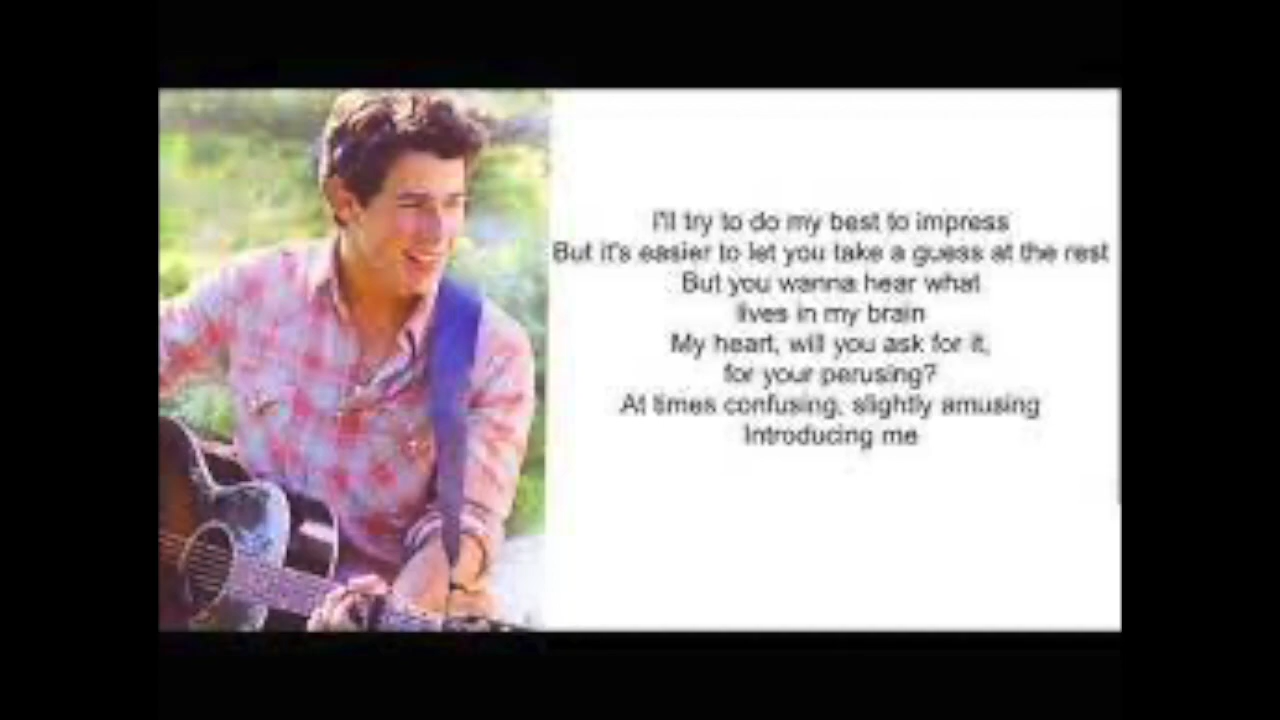 I'll try to do my best to impress
But it's easier to let you take a guess at the rest
But you wanna hear what
lives in my brain
My heart, will you ask for it,
for your perusing?
At times confusing, slightly amusing
Introducing me